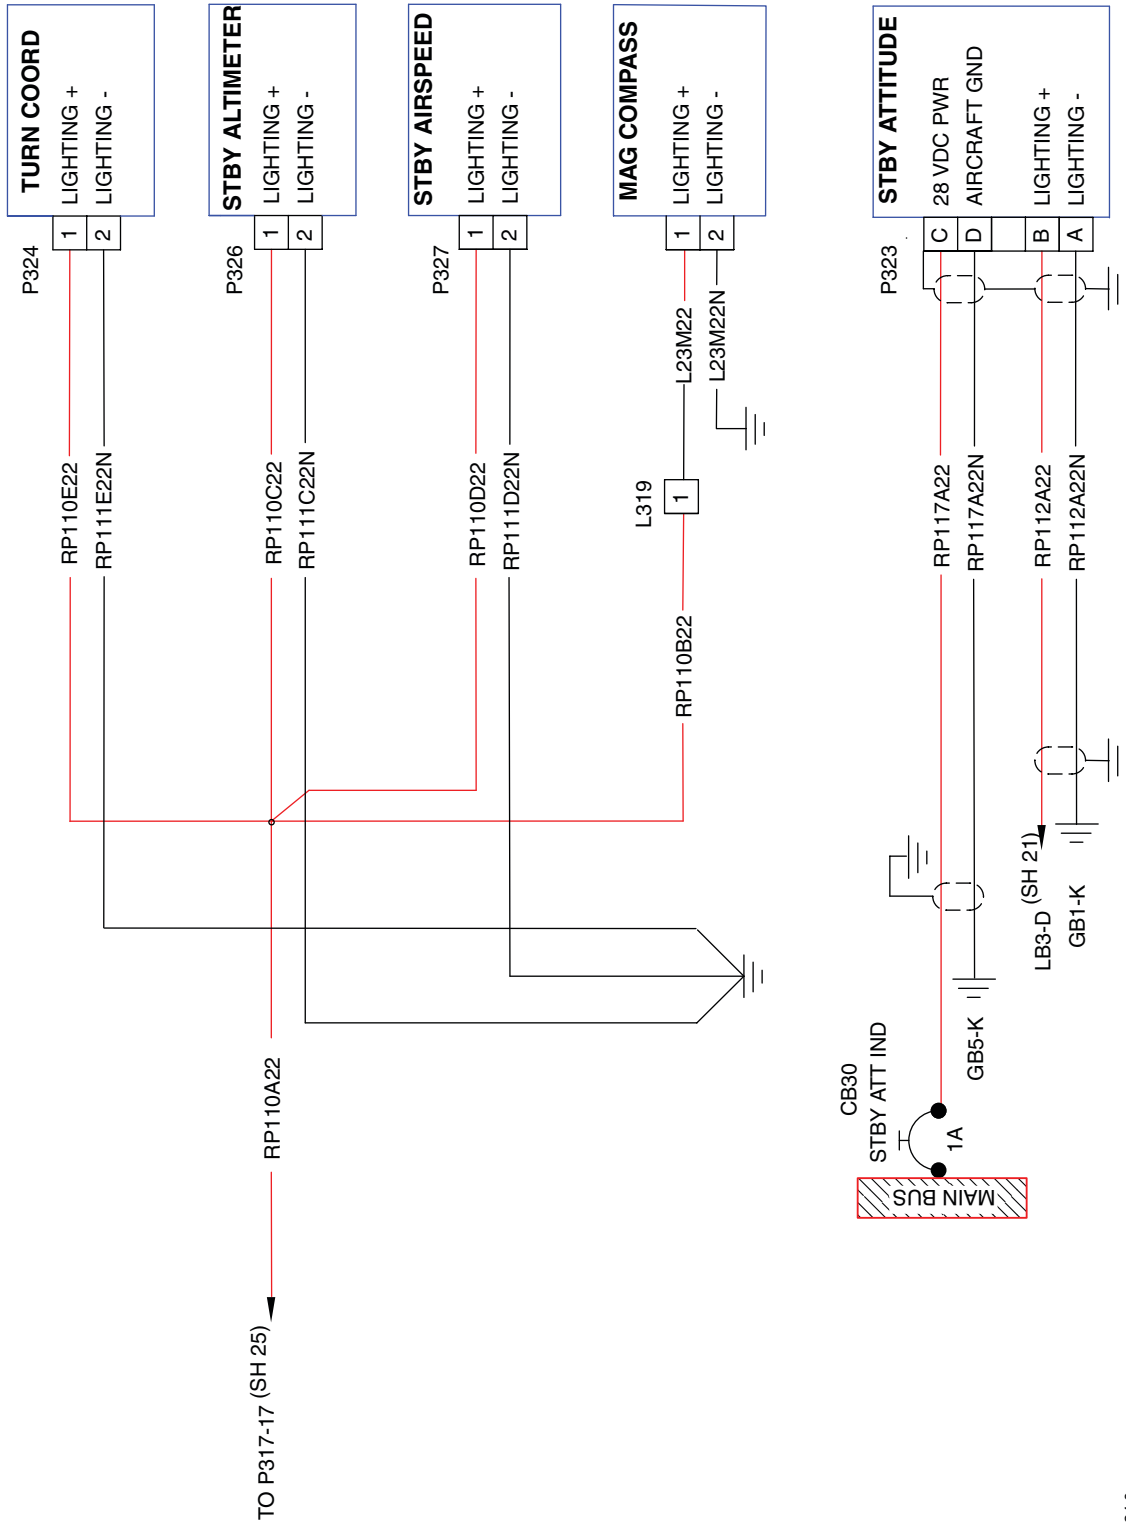 TURN COORD
LIGHTING +
LIGHTING -
1
2
P324
RP110E22
RP111E22N
STBY ALTIMETER
LIGHTING +
LIGHTING -
1
2
P326
RP110C22
RP111C22N
RP110A22
TO P317-17 (SH 25)
STBY AIRSPEED
LIGHTING +
LIGHTING -
1
2
P327
RP110D22
RP111D22N
MAG COMPASS
LIGHTING +
LIGHTING -
1
2
L23M22
L23M22N
L319
1
RP110B22
STBY ATTITUDE
28 VDC PWR
AIRCRAFT GND
LIGHTING +
LIGHTING -
C
D
B
A
P323
RP117A22
RP117A22N
RP112A22
RP112A22N
LB3-D (SH 21)
GB1-K
GB5-K
CB30
STBY ATT IND
1A
MAIN BUS